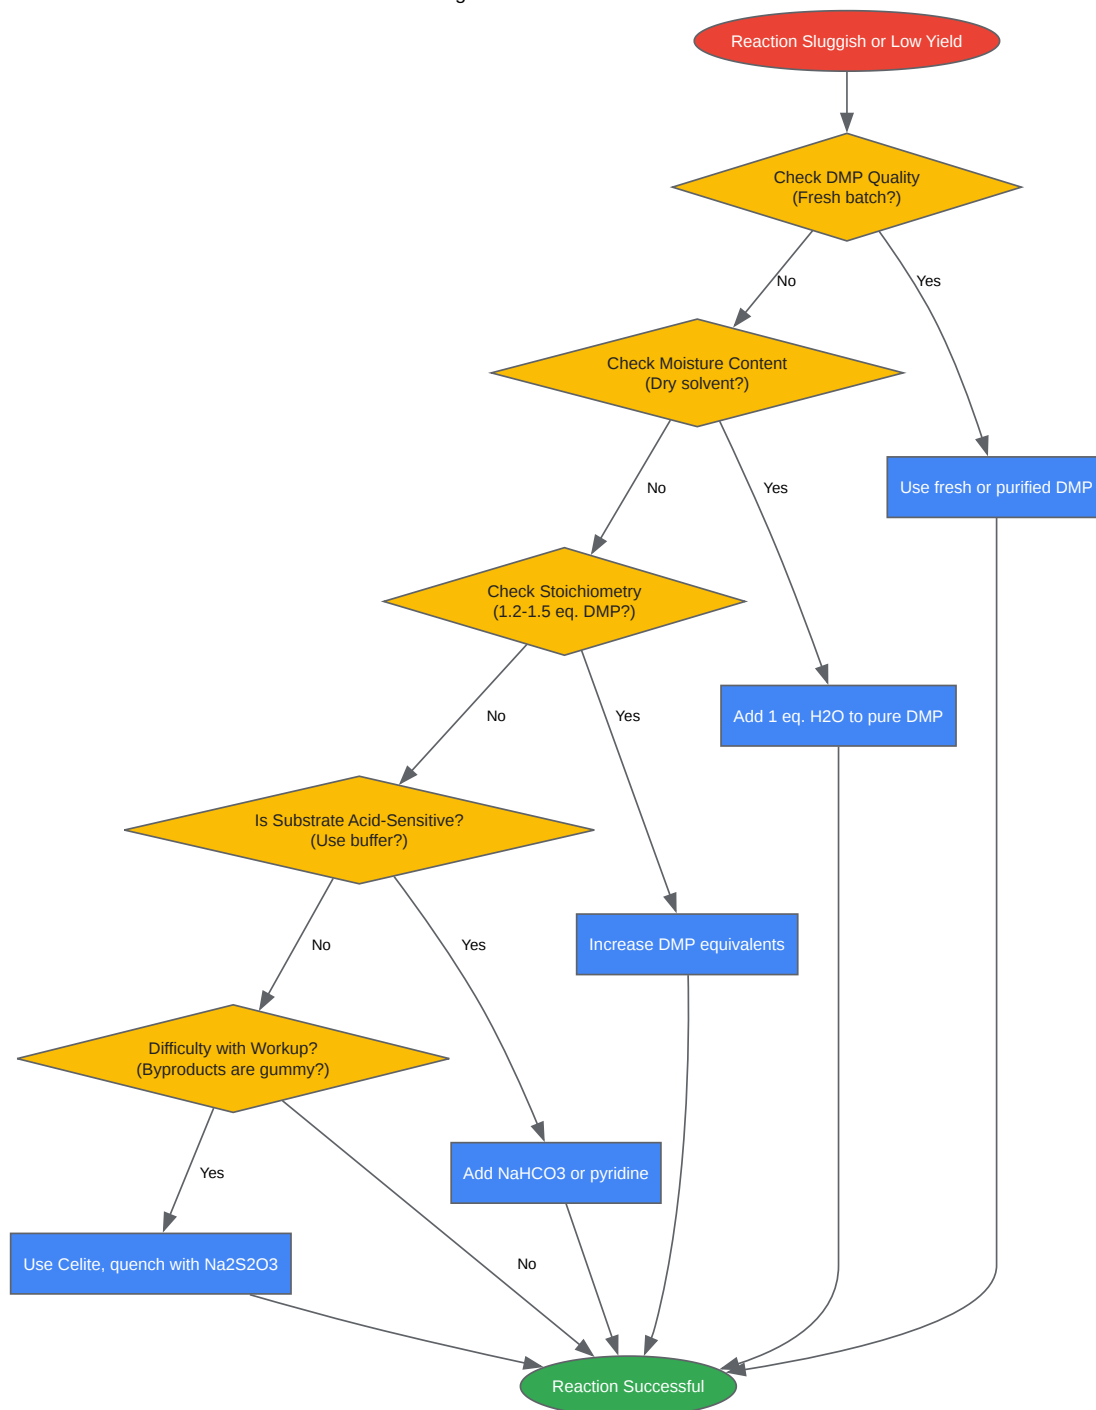 Reaction Sluggish or Low Yield
Check DMP Quality
(Fresh batch?)
No
Yes
Check Moisture Content
(Dry solvent?)
No
Yes
Use fresh or purified DMP
Check Stoichiometry
(1.2-1.5 eq. DMP?)
No
Yes
Add 1 eq. H2O to pure DMP
Is Substrate Acid-Sensitive?
(Use buffer?)
No
Yes
Increase DMP equivalents
Difficulty with Workup?
(Byproducts are gummy?)
Yes
No
Add NaHCO3 or pyridine
Use Celite, quench with Na2S2O3
Reaction Successful